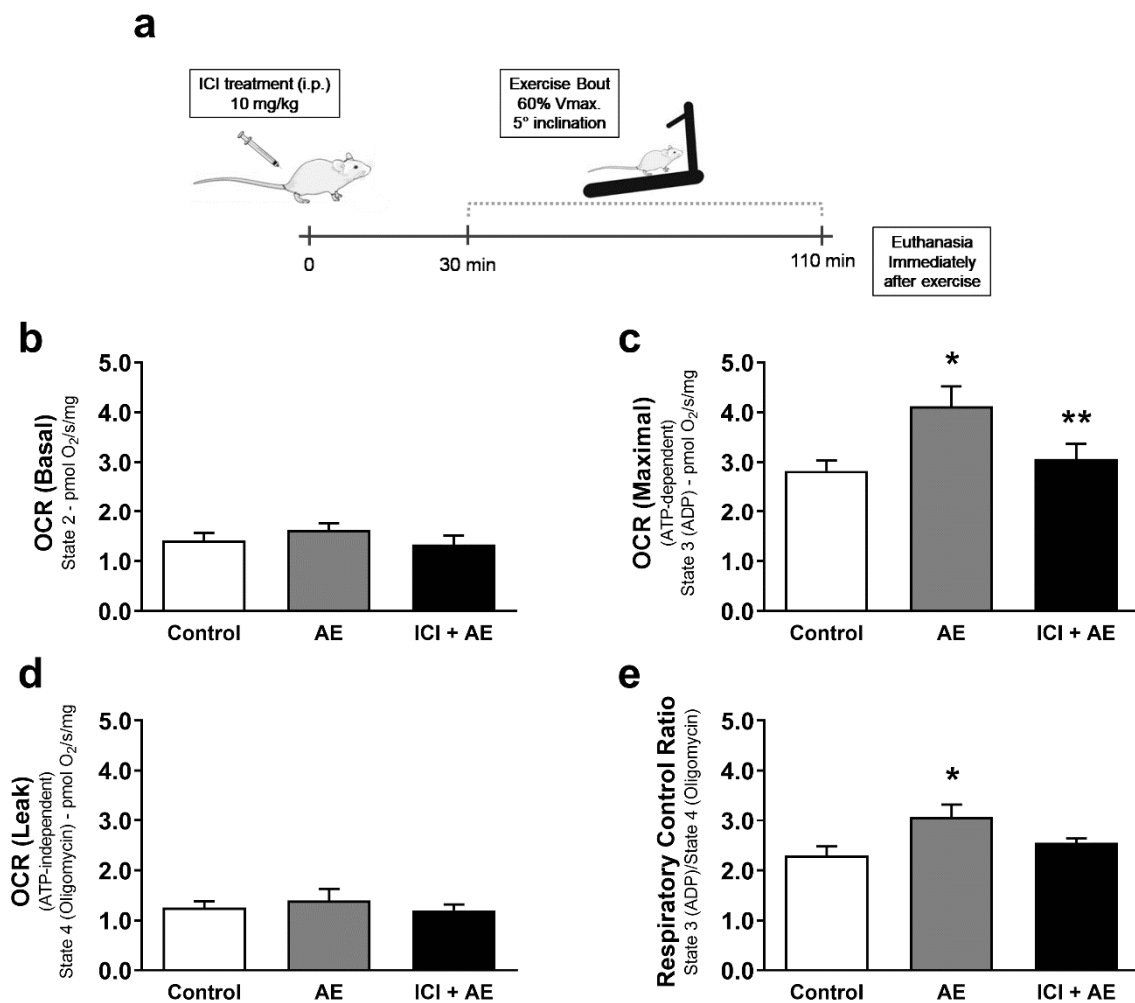 a
ICI treatment (i.p.)
10 mg/kg
Exercise Bout
60% Vmax.
5° inclination
0
30 min
110 min
Euthanasia
Immediately
after exercise
b
OCR (Basal)
State 2 - pmol O₂/s/mg
5.0
4.0
3.0
2.0
1.0
0.0
Control
AE
ICI + AE
c
OCR (Maximal)
(ATP-dependent)
State 3 (ADP) - pmol O₂/s/mg
5.0
4.0
3.0
2.0
1.0
0.0
*
**
Control
AE
ICI + AE
d
OCR (Leak)
(ATP-independent)
State 4 (Oligomycin) - pmol O₂/s/mg
5.0
4.0
3.0
2.0
1.0
0.0
Control
AE
ICI + AE
e
Respiratory Control Ratio
State 3 (ADP)/State 4 (Oligomycin)
5.0
4.0
3.0
2.0
1.0
0.0
*
Control
AE
ICI + AE